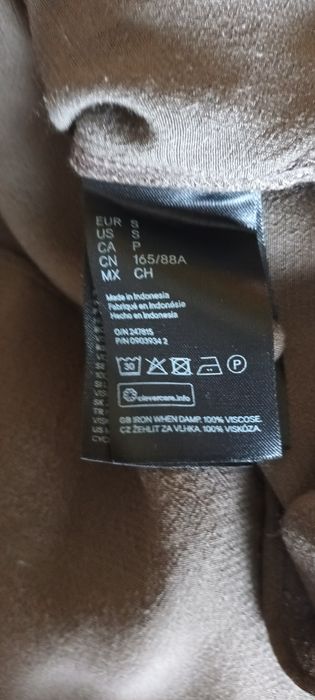 EUR S
US S
CA P
CN 165/88A
MX CH
Made in Indonesia
Fabriqué en Indonésie
Hecho en Indonesia
O/N 247815
P/N 0903934 2
30
P
clevercare.info
GB IRON WHEN DAMP. 100% VISCOSE.
CZ ŽEHLIT ZA VLHKA. 100% VISKÓZA.